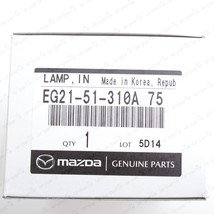 LAMP, IN Made in Korea, Repub
EG21-51-310A 75
QTY 1 LOT 5D14
mazda GENUINE PARTS